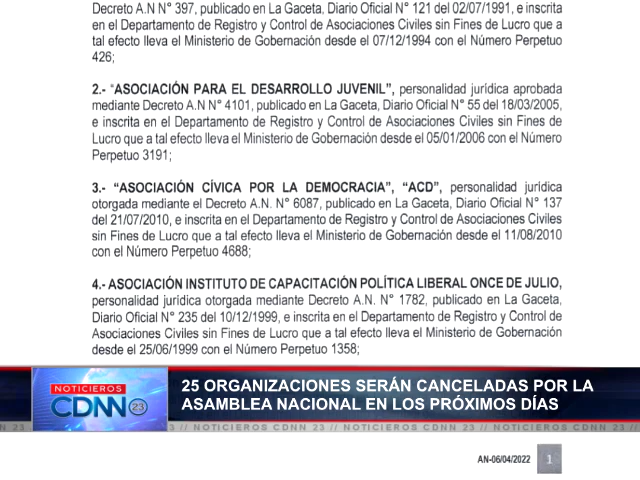 Decreto A.N N° 397, publicado en La Gaceta, Diario Oficial N° 121 del 02/07/1991, e inscrita
en el Departamento de Registro y Control de Asociaciones Civiles sin Fines de Lucro que a
tal efecto lleva el Ministerio de Gobernación desde el 07/12/1994 con el Número Perpetuo
426;
2.- “ASOCIACIÓN PARA EL DESARROLLO JUVENIL”, personalidad jurídica aprobada
mediante Decreto A.N N° 4101, publicado en La Gaceta, Diario Oficial N° 55 del 18/03/2005,
e inscrita en el Departamento de Registro y Control de Asociaciones Civiles sin Fines de
Lucro que a tal efecto lleva el Ministerio de Gobernación desde el 05/01/2006 con el Número
Perpetuo 3191;
3.- “ASOCIACIÓN CÍVICA POR LA DEMOCRACIA”, “ACD”, personalidad jurídica
otorgada mediante el Decreto A.N. N° 6087, publicado en La Gaceta, Diario Oficial N° 137
del 21/07/2010, e inscrita en el Departamento de Registro y Control de Asociaciones Civiles
sin Fines de Lucro que a tal efecto lleva el Ministerio de Gobernación desde el 11/08/2010
con el Número Perpetuo 4688;
4.- ASOCIACIÓN INSTITUTO DE CAPACITACIÓN POLÍTICA LIBERAL ONCE DE JULIO,
personalidad jurídica otorgada mediante Decreto A.N. N° 1782, publicado en La Gaceta,
Diario Oficial N° 235 del 10/12/1999, e inscrita en el Departamento de Registro y Control de
Asociaciones Civiles sin Fines de Lucro que a tal efecto lleva el Ministerio de Gobernación
desde el 25/06/1999 con el Número Perpetuo 1358;
NOTICIEROS
CDNN 23
25 ORGANIZACIONES SERÁN CANCELADAS POR LA
ASAMBLEA NACIONAL EN LOS PRÓXIMOS DÍAS
23 // NOTICIEROS CDNN 23 // NOTICIEROS CDNN 23 // NOTICIEROS CDNN 23 //
AN-06/04/2022 1